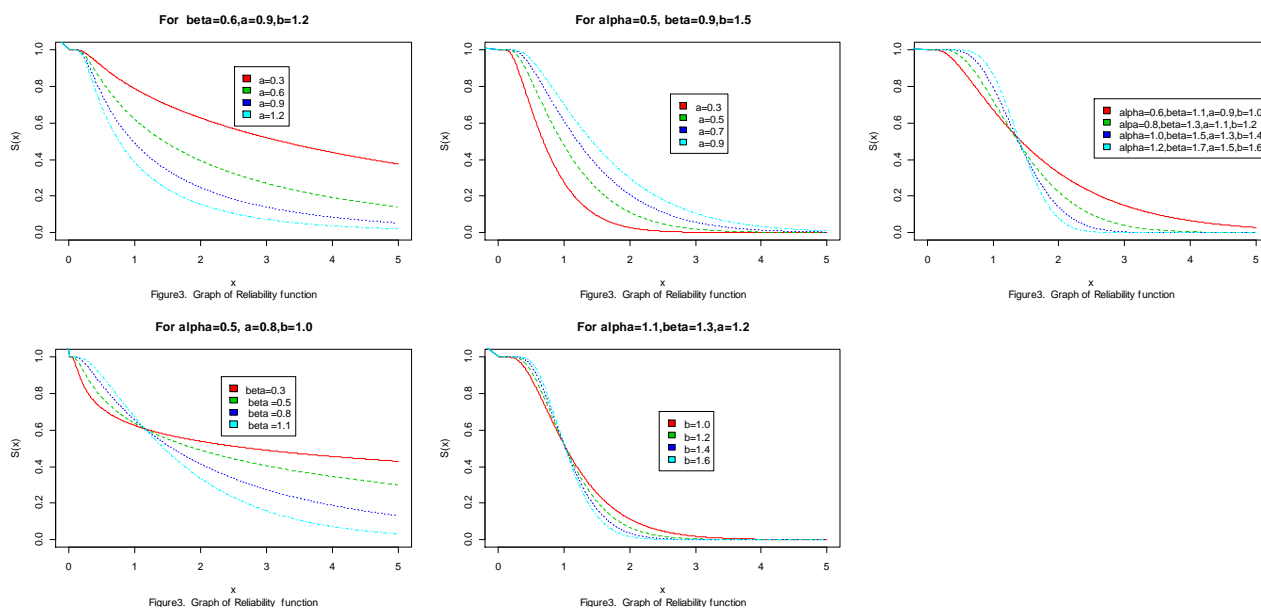 For beta=0.6,a=0.9,b=1.2
S(x)
1.0
0.8
0.6
0.4
0.2
0.0
a=0.3
a=0.6
a=0.9
a=1.2
0 1 2 3 4 5
x
Figure3. Graph of Reliability function
For alpha=0.5, beta=0.9,b=1.5
S(x)
1.0
0.8
0.6
0.4
0.2
0.0
a=0.3
a=0.5
a=0.7
a=0.9
0 1 2 3 4 5
x
Figure3. Graph of Reliability function
S(x)
1.0
0.8
0.6
0.4
0.2
0.0
alpha=0.6,beta=1.1,a=0.9,b=1.0
alpa=0.8,beta=1.3,a=1.1,b=1.2
alpha=1.0,beta=1.5,a=1.3,b=1.4
alpha=1.2,beta=1.7,a=1.5,b=1.6
0 1 2 3 4 5
x
Figure3. Graph of Reliability function
For alpha=0.5, a=0.8,b=1.0
S(x)
1.0
0.8
0.6
0.4
0.2
0.0
beta=0.3
beta =0.5
beta =0.8
beta =1.1
0 1 2 3 4 5
x
Figure3. Graph of Reliability function
For alpha=1.1,beta=1.3,a=1.2
S(x)
1.0
0.8
0.6
0.4
0.2
0.0
b=1.0
b=1.2
b=1.4
b=1.6
0 1 2 3 4 5
x
Figure3. Graph of Reliability function